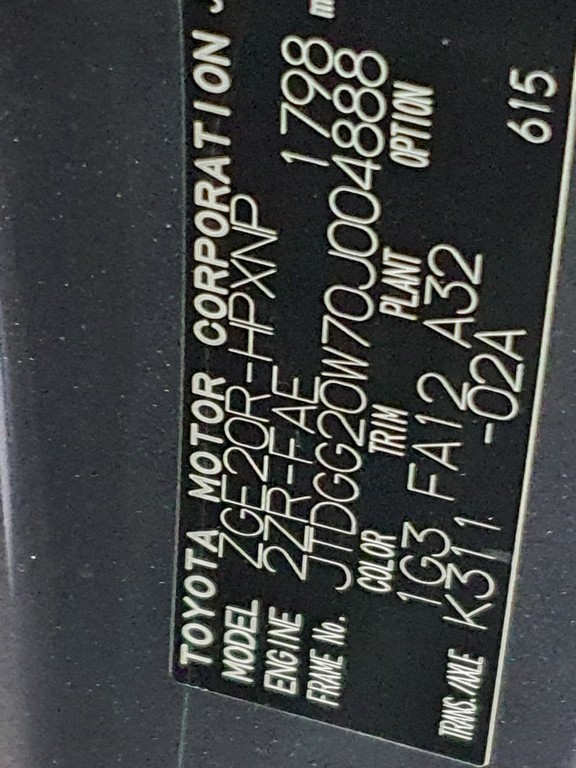 TOYOTA MOTOR CORPORATION J
MODEL ZGE20R-HPXNP
ENGINE 2ZR-FAE 1798 m
FRAME No. JTDGG20W70J004888
COLOR TRIM PLANT OPTION
1G3 FA12 A32
TRANS./AXLE K311 -02A 615